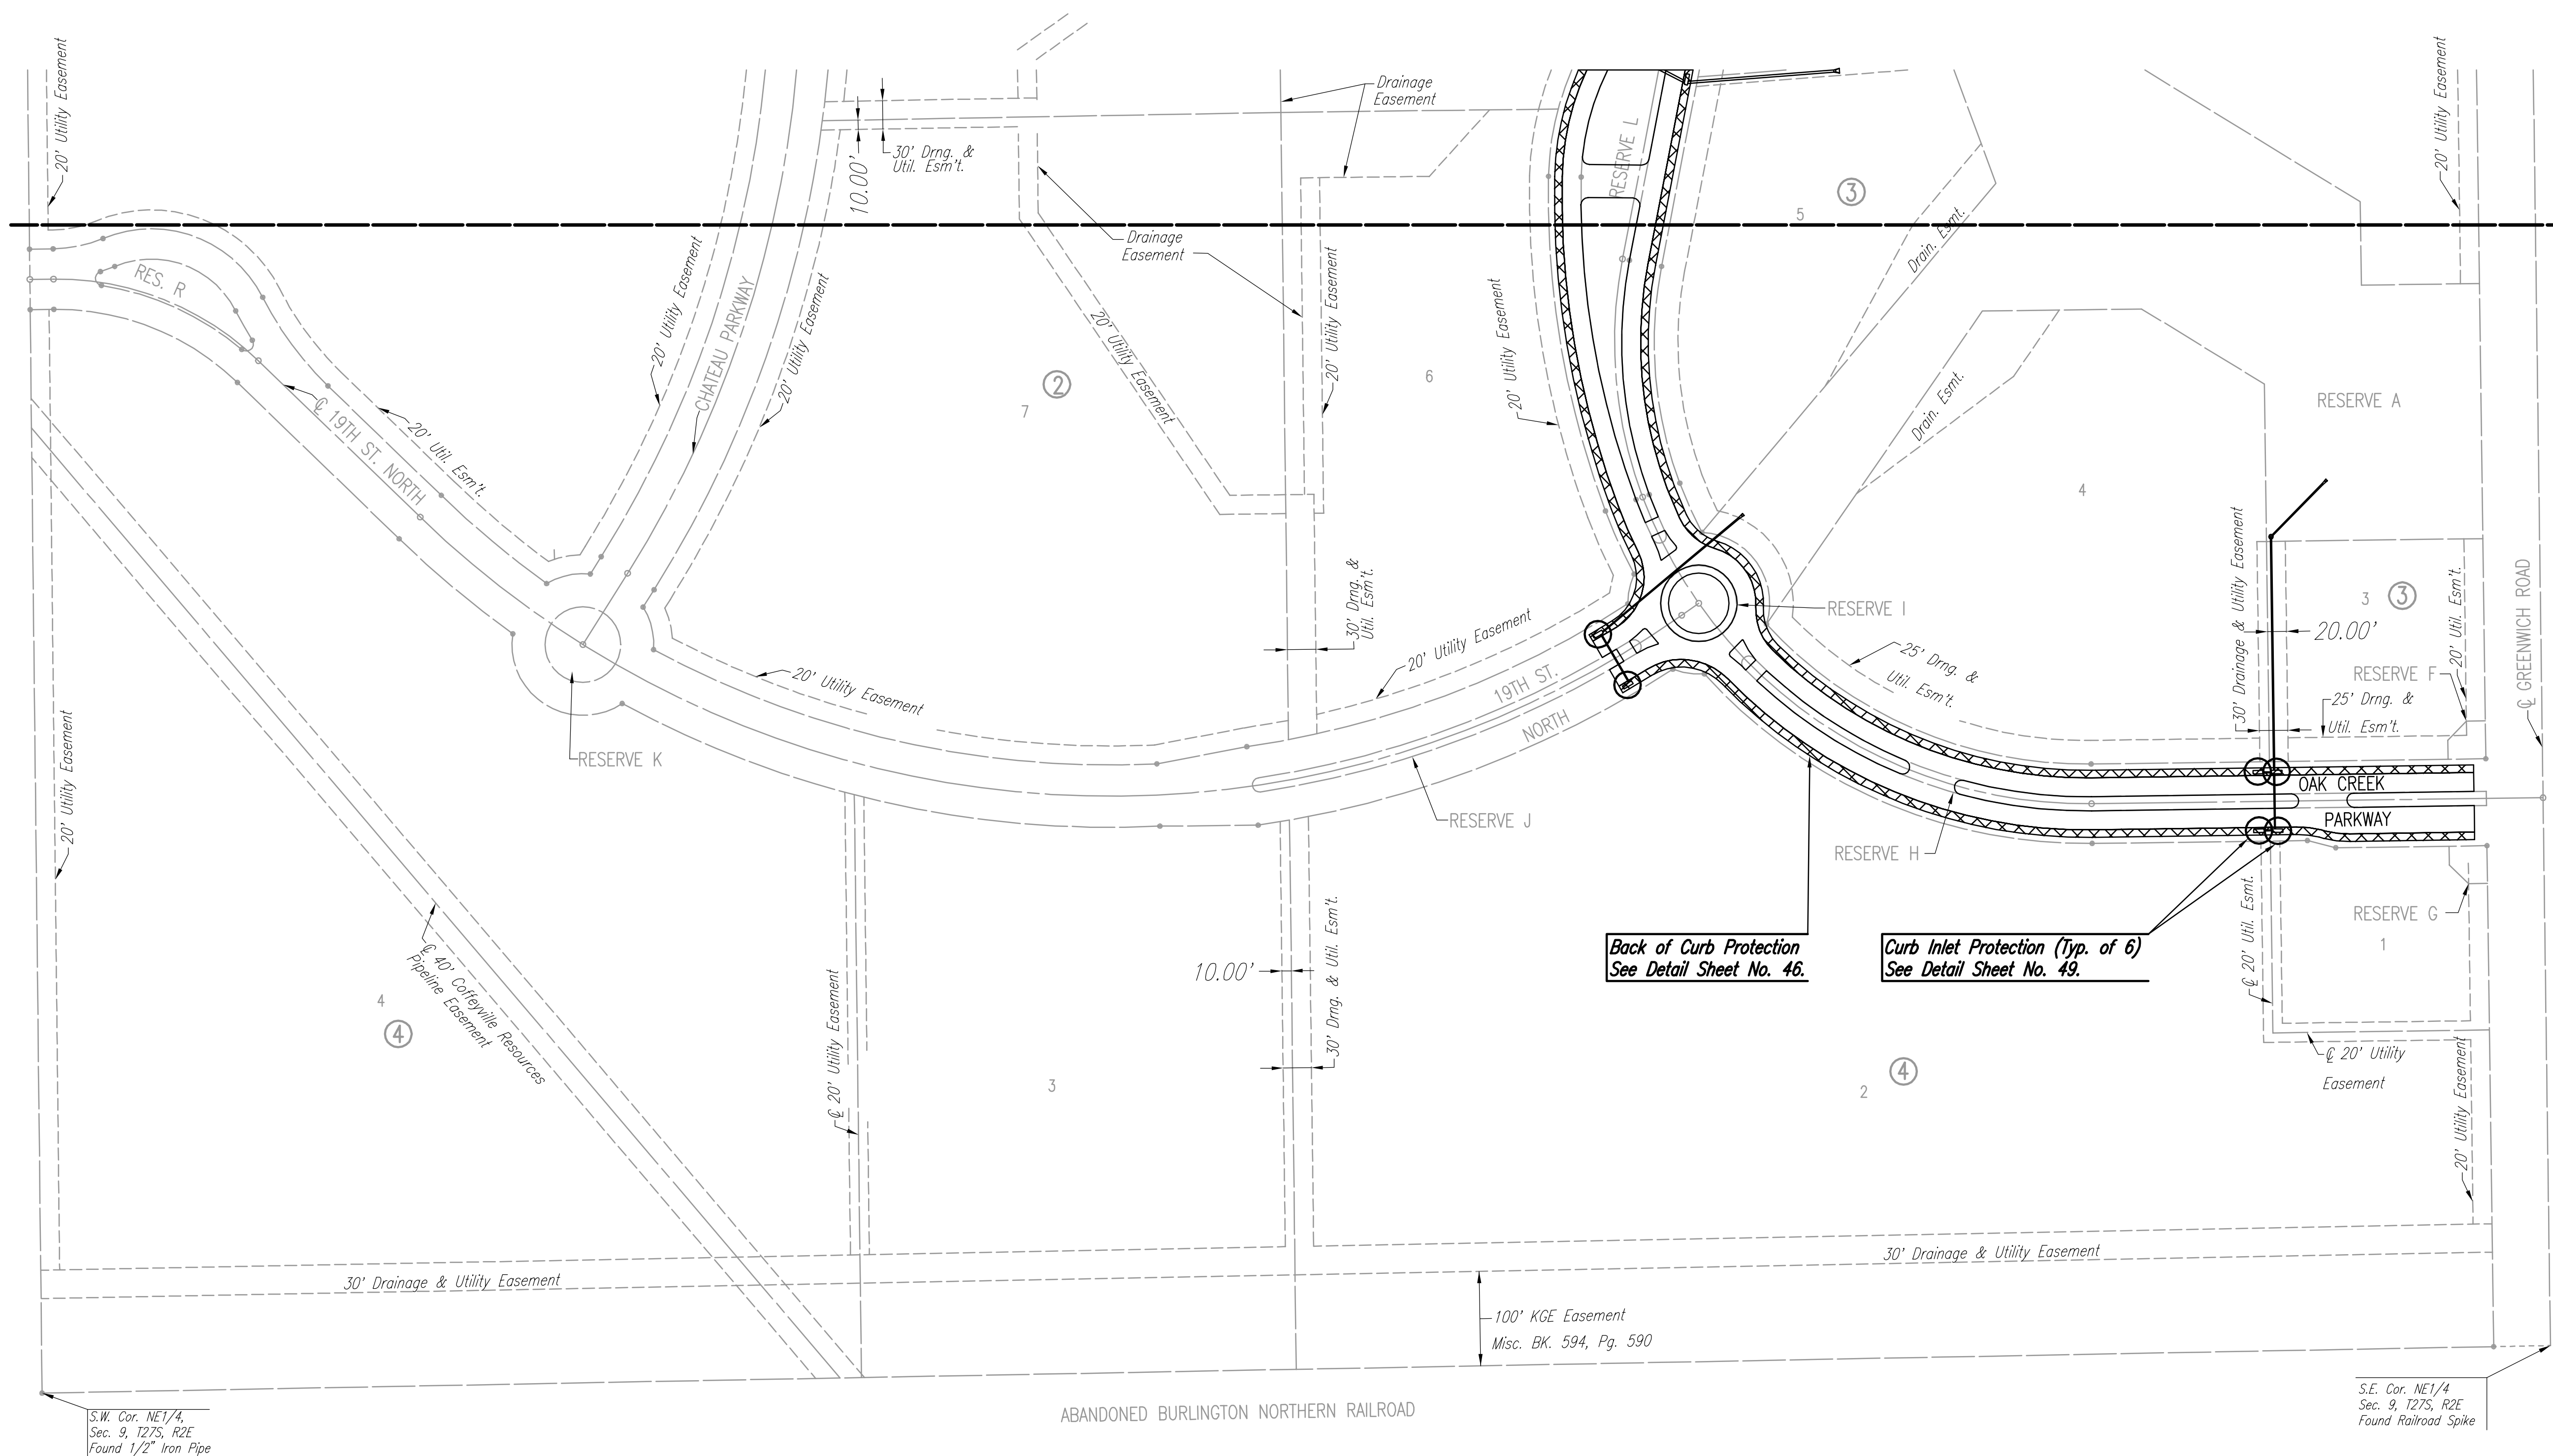 20' Utility Easement
Drainage
Easement
20' Utility Easement
30' Drng. &
Util. Esm't.
10.00'
RESERVE L
3
5
Drainage
Easement
Drain. Esmt.
RES. R
20' Utility Easement
CHATEAU PARKWAY
20' Utility Easement
20' Utility Easement
20' Utility Easement
20' Utility Easement
2
7
6
Drain. Esmt.
RESERVE A
℄ 19TH ST. NORTH
20' Util. Esm't.
4
30' Drainage & Utility Easement
20' Util. Esm't.
℄ GREENWICH ROAD
30' Drng. &
Util. Esm't.
3
3
RESERVE I
20.00'
20' Utility Easement
20' Utility Easement
25' Drng. &
Util. Esm't.
RESERVE F
25' Drng. &
Util. Esm't.
19TH ST.
NORTH
RESERVE K
20' Utility Easement
OAK CREEK
PARKWAY
RESERVE J
RESERVE H
Back of Curb Protection
See Detail Sheet No. 46.
Curb Inlet Protection (Typ. of 6)
See Detail Sheet No. 49.
℄ 20' Util. Esmt.
RESERVE G
1
℄ 40' Coffeyville Resources
Pipeline Easement
4
4
℄ 20' Utility Easement
10.00'
30' Drng. & Util. Esm't.
3
2
4
℄ 20' Utility
Easement
20' Utility Easement
30' Drainage & Utility Easement
30' Drainage & Utility Easement
100' KGE Easement
Misc. BK. 594, Pg. 590
ABANDONED BURLINGTON NORTHERN RAILROAD
S.W. Cor. NE1/4,
Sec. 9, T27S, R2E
Found 1/2" Iron Pipe
S.E. Cor. NE1/4
Sec. 9, T27S, R2E
Found Railroad Spike